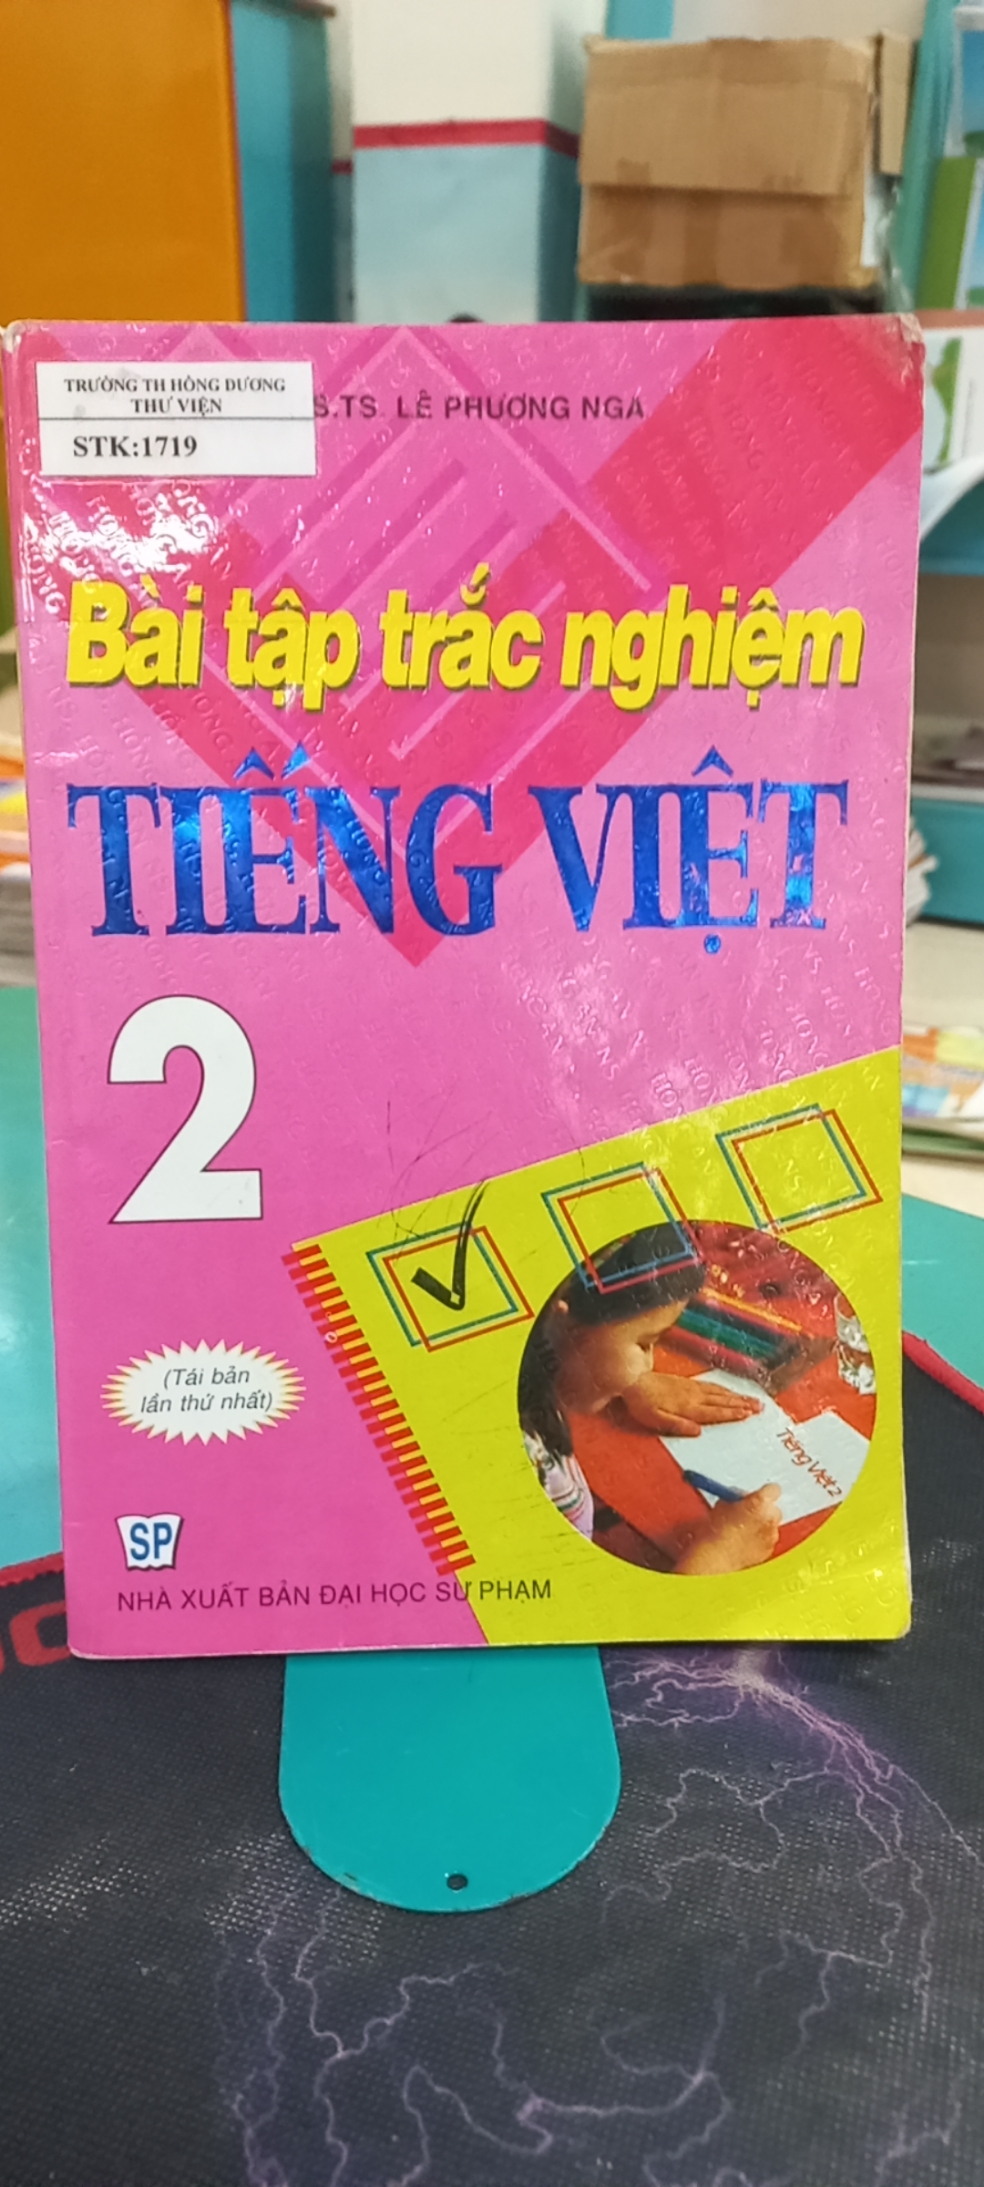 TRƯỜNG TH HỒNG DƯƠNG
THƯ VIỆN
STK:1719
S.TS. LÊ PHƯƠNG NGA
Bài tập trắc nghiệm
TIẾNG VIỆT
2
Tiếng Việt 2
(Tái bản
lần thứ nhất)
SP
NHÀ XUẤT BẢN ĐẠI HỌC SƯ PHẠM